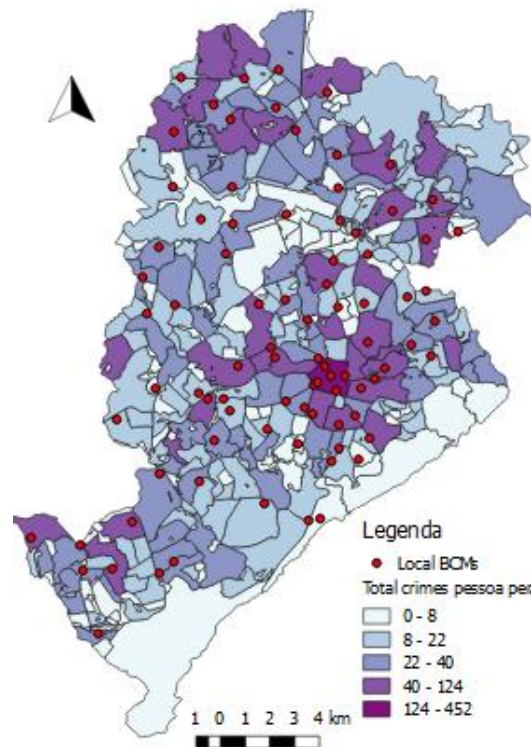 Legenda
Local BCMs
Total crimes pessoa
0 - 8
8 - 22
22 - 40
40 - 124
124 - 452
1 0 1 2 3 4 km